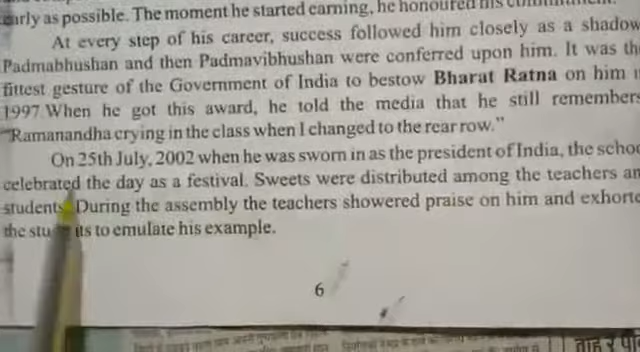 early as possible. The moment he started earning, he honoured his
At every step of his career, success followed him closely as a shadow
Padmabhushan and then Padmavibhushan were conferred upon him. It was th
fittest gesture of the Government of India to bestow Bharat Ratna on him
1997.When he got this award, he told the media that he still remembers
"Ramanandha crying in the class when I changed to the rear row."
On 25th July, 2002 when he was sworn in as the president of India, the schoo
celebrated the day as a festival. Sweets were distributed among the teachers an
During the assembly the teachers showered praise on him and exhorte
the to emulate his example.
6